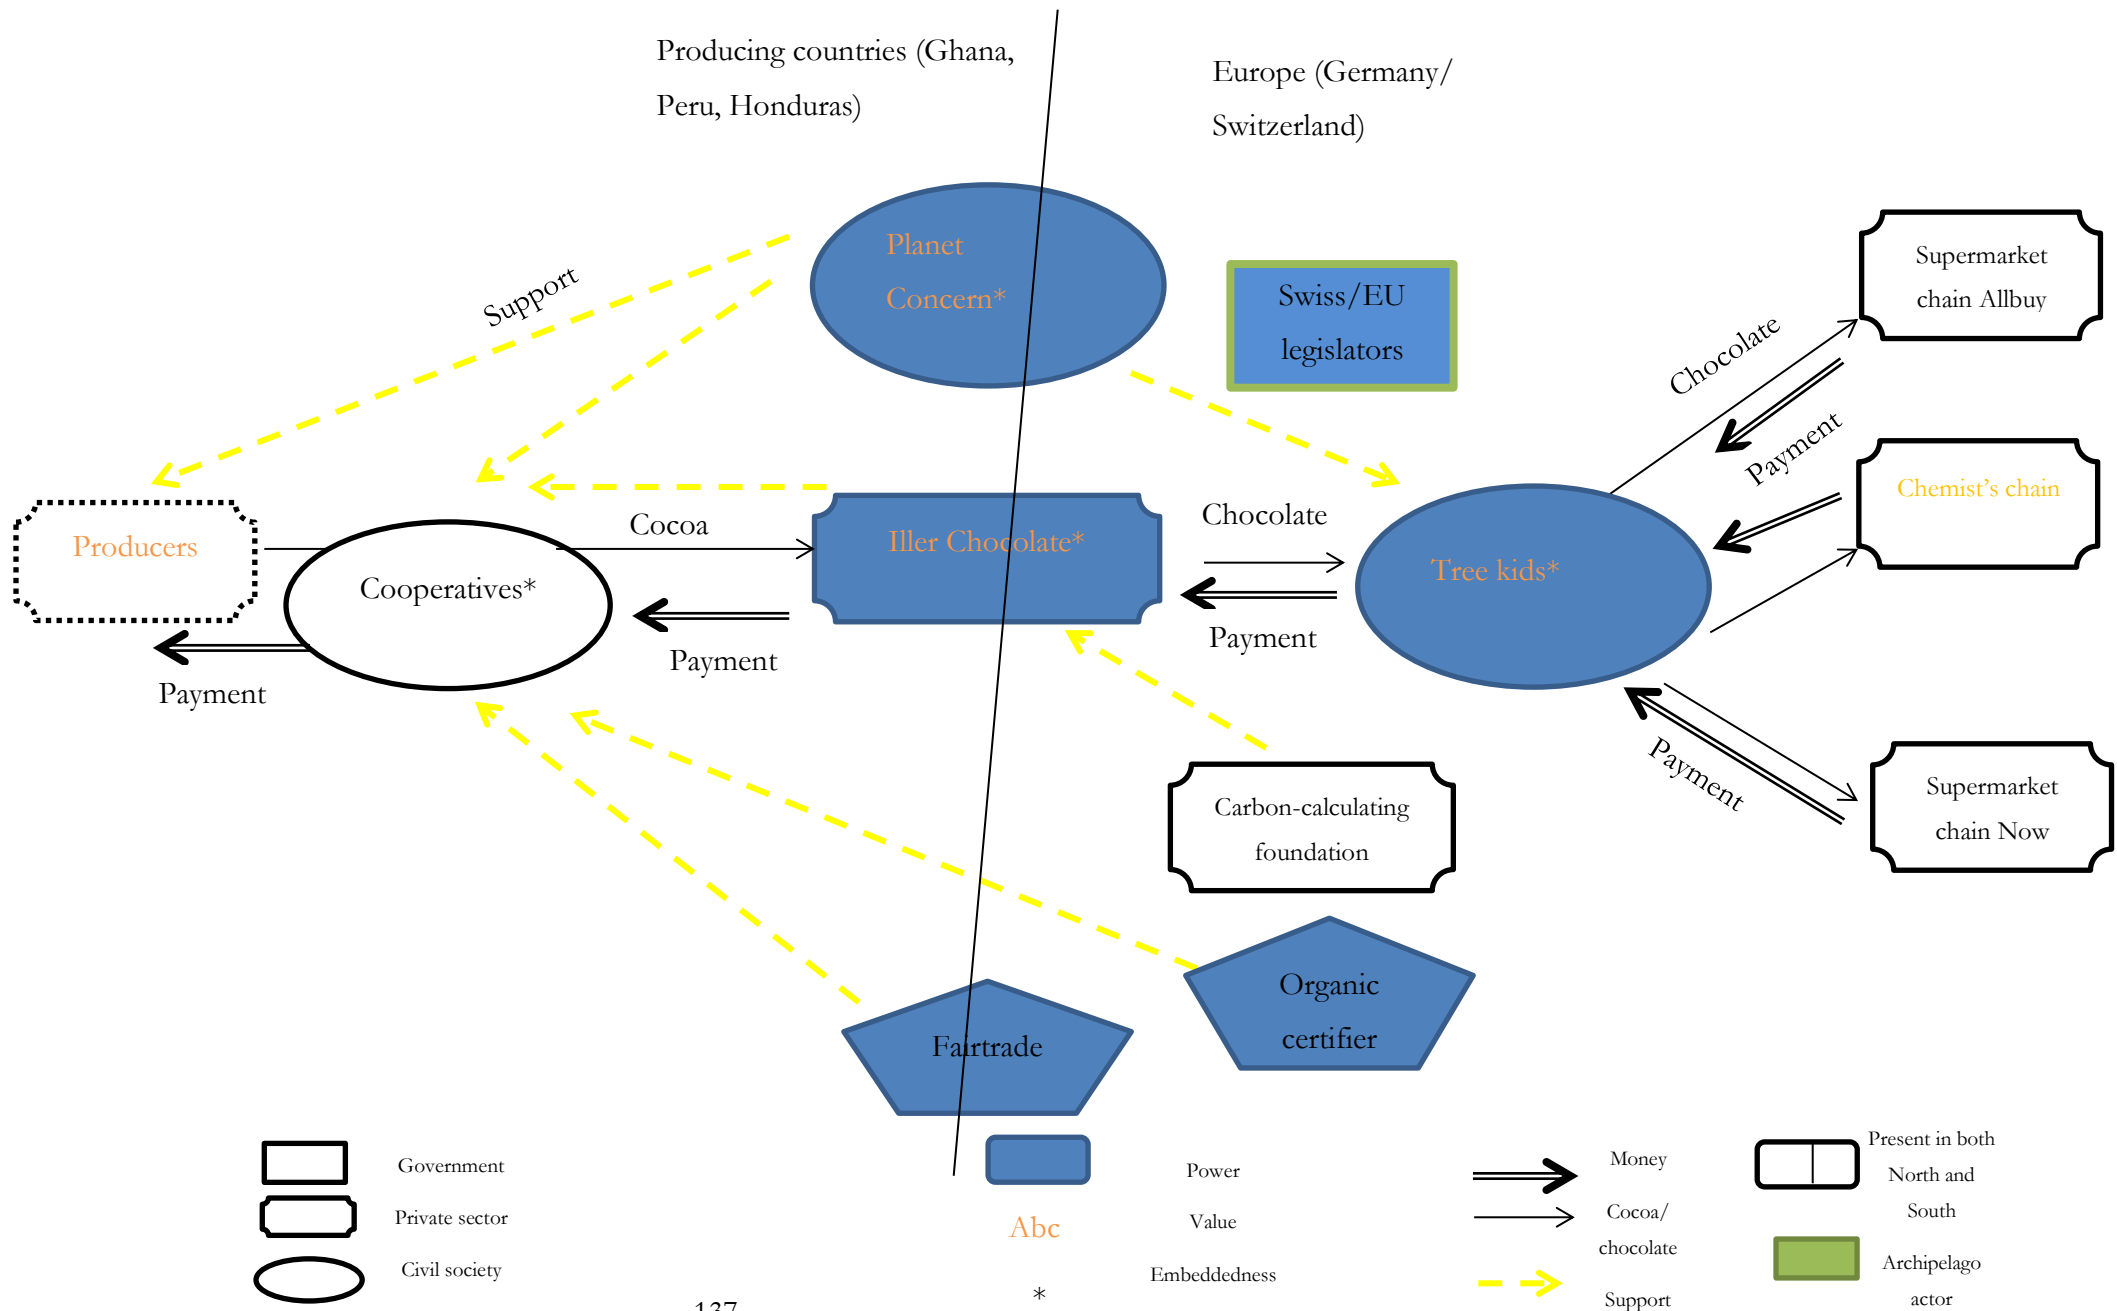 Producing countries (Ghana,
Peru, Honduras)
Europe (Germany/
Switzerland)
Planet
Concern*
Swiss/EU
legislators
Supermarket
chain Allbuy
Support
Chocolate
Payment
Chemist's chain
Producers
Cocoa
Cooperatives*
Iller Chocolate*
Chocolate
Tree kids*
Payment
Payment
Payment
Payment
Carbon-calculating
foundation
Supermarket
chain Now
Organic
certifier
Fairtrade
Government
Private sector
Civil society
Power
Abc
Value
*
Embeddedness
Money
Cocoa/
chocolate
Support
Present in both
North and
South
Archipelago
actor
137